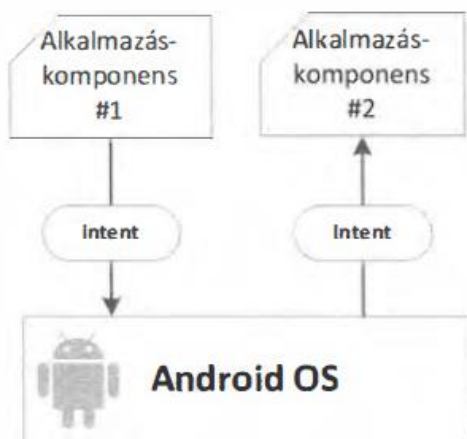 Alkalmazás-
komponens
#1
Alkalmazás-
komponens
#2
intent
Intent
Android OS